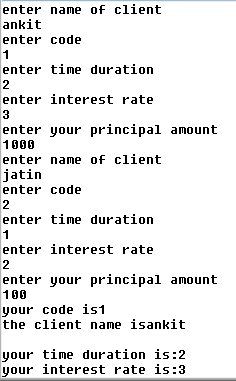 enter name of client
ankit
enter code
1
enter time duration
2
enter interest rate
3
enter your principal amount
1000
enter name of client
jatin
enter code
2
enter time duration
1
enter interest rate
2
enter your principal amount
100
your code is1
the client name isankit
your time duration is:2
your interest rate is:3